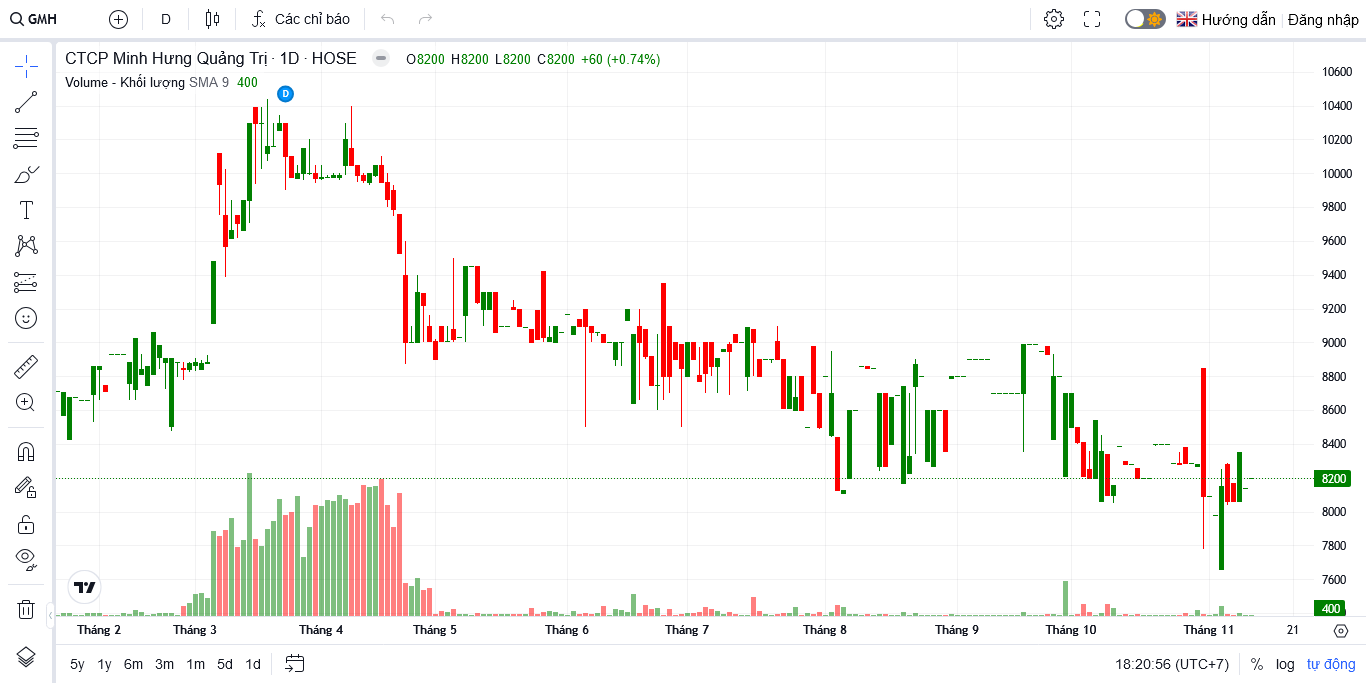 GMH D Các chỉ báo Hướng dẫn Đăng nhập
CTCP Minh Hưng Quảng Trị · 1D · HOSE O8200 H8200 L8200 C8200 +60 (+0.74%)
Volume - Khối lượng SMA 9 400
D
10600
10400
10200
10000
9800
9600
9400
9200
9000
8800
8600
8400
8200
8000
7800
7600
400
Tháng 2 Tháng 3 Tháng 4 Tháng 5 Tháng 6 Tháng 7 Tháng 8 Tháng 9 Tháng 10 Tháng 11 21
5y 1y 6m 3m 1m 5d 1d 18:20:56 (UTC+7) % log tự động